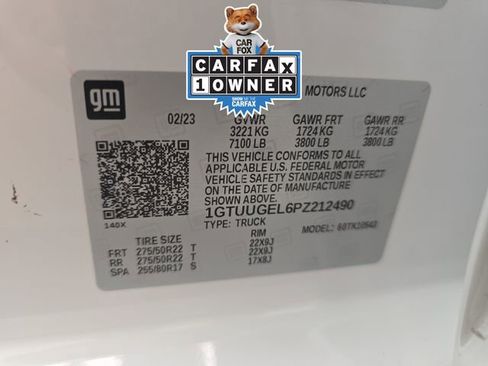 CAR
FOX
CARFAX
1 OWNER
SHOW ME THE
CARFAX
gm
MOTORS LLC
02/23 GVWR GAWR FRT GAWR RR
3221 KG 1724 KG 1724 KG
7100 LB 3800 LB 3800 LB
THIS VEHICLE CONFORMS TO ALL
APPLICABLE U.S. FEDERAL MOTOR
VEHICLE SAFETY STANDARDS IN
EFFECT ON THE DATE OF MANUFACTURE
SHOWN ABOVE.
1GTUUGEL6PZ212490
TYPE: TRUCK MODEL:
140X
TIRE SIZE RIM
FRT 275/50R22 T 22X9J
RR 275/50R22 T 22X9J
SPA 255/80R17 S 17X8J